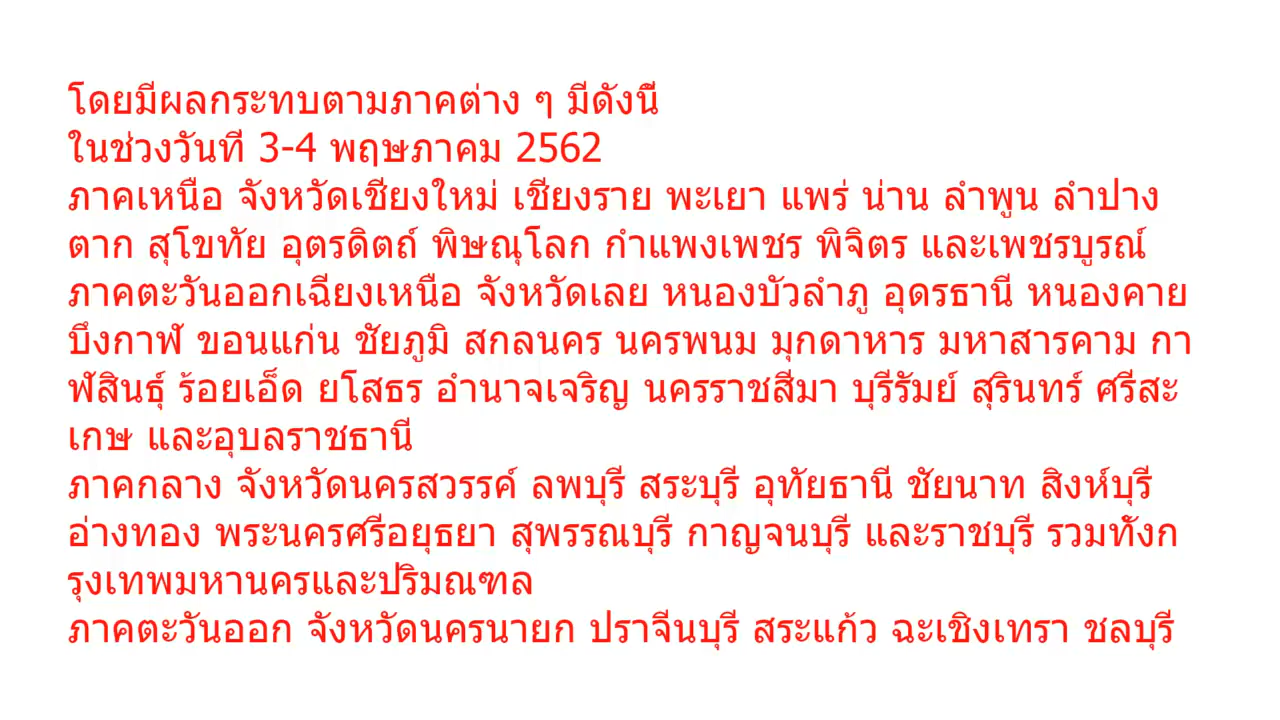 โดยมีผลกระทบตามภาคต่าง ๆ มีดังนี้
ในช่วงวันที่ 3-4 พฤษภาคม 2562
ภาคเหนือ จังหวัดเชียงใหม่ เชียงราย พะเยา แพร่ น่าน ลำพูน ลำปาง
ตาก สุโขทัย อุตรดิตถ์ พิษณุโลก กำแพงเพชร พิจิตร และเพชรบูรณ์
ภาคตะวันออกเฉียงเหนือ จังหวัดเลย หนองบัวลำภู อุดรธานี หนองคาย
บึงกาฬ ขอนแก่น ชัยภูมิ สกลนคร นครพนม มุกดาหาร มหาสารคาม กา
ฬสินธุ์ ร้อยเอ็ด ยโสธร อำนาจเจริญ นครราชสีมา บุรีรัมย์ สุรินทร์ ศรีสะ
เกษ และอุบลราชธานี
ภาคกลาง จังหวัดนครสวรรค์ ลพบุรี สระบุรี อุทัยธานี ชัยนาท สิงห์บุรี
อ่างทอง พระนครศรีอยุธยา สุพรรณบุรี กาญจนบุรี และราชบุรี รวมทั้งก
รุงเทพมหานครและปริมณฑล
ภาคตะวันออก จังหวัดนครนายก ปราจีนบุรี สระแก้ว ฉะเชิงเทรา ชลบุรี